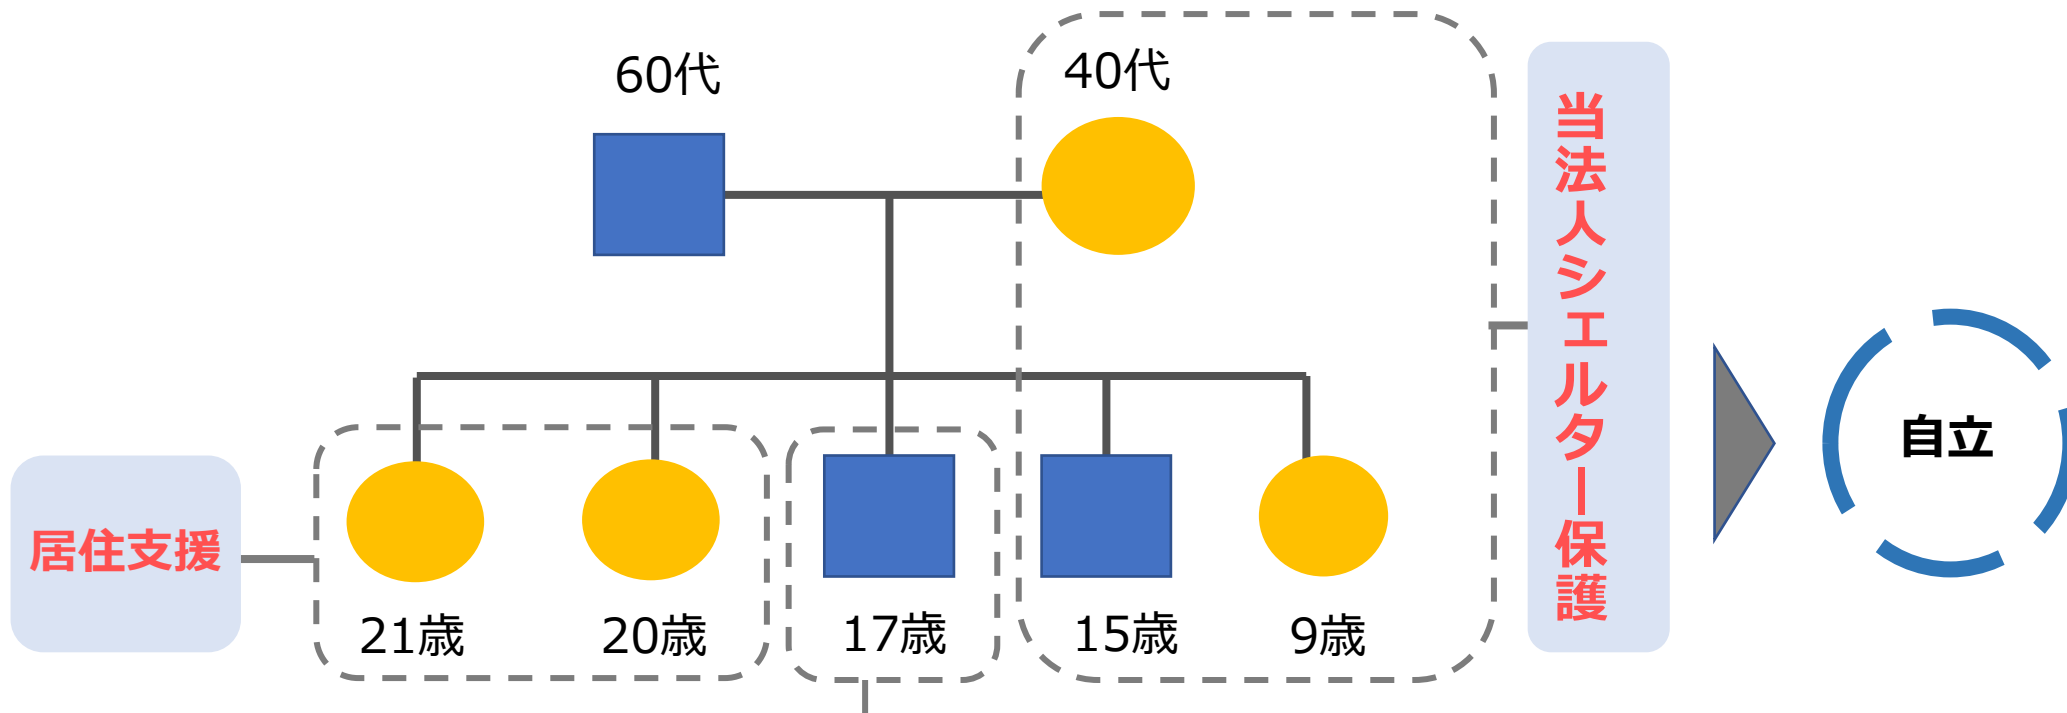 60代
40代
当法人シェルター保護
自立
居住支援
21歳
20歳
17歳
15歳
9歳